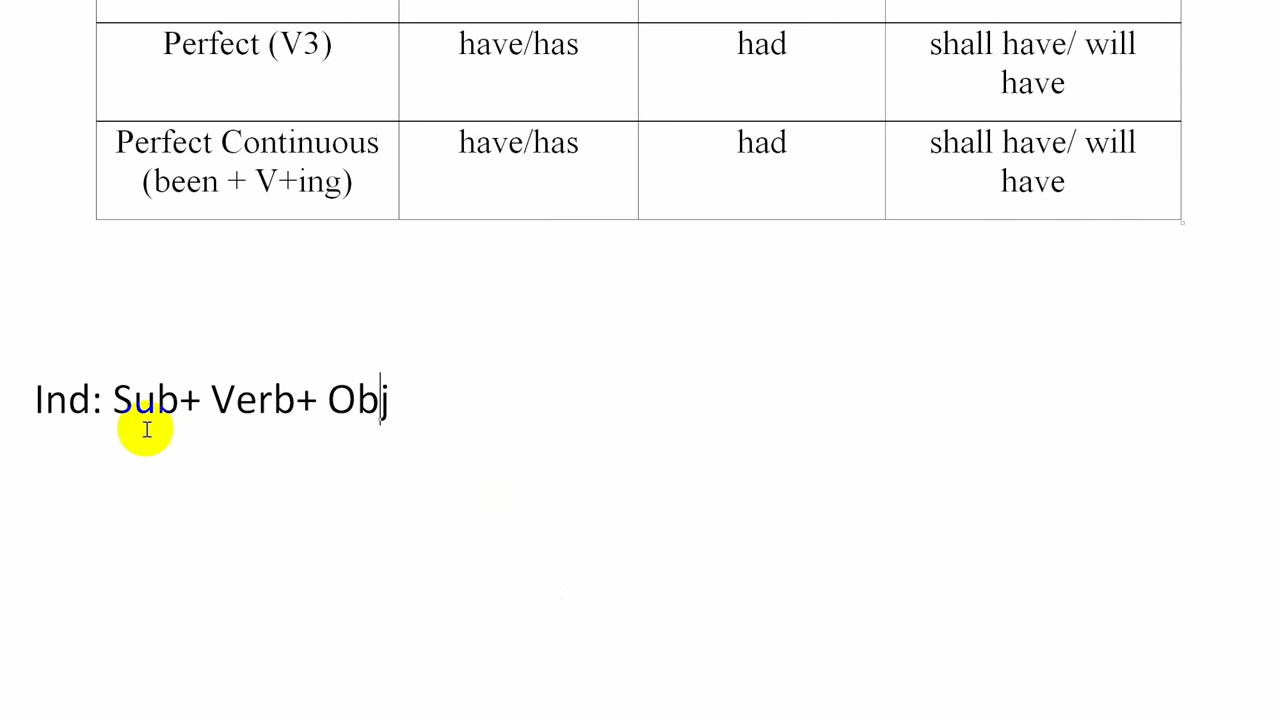 Perfect (V3) have/has had shall have/ will
have
Perfect Continuous have/has had shall have/ will
(been + V+ing) have
Ind: Sub+ Verb+ Obj